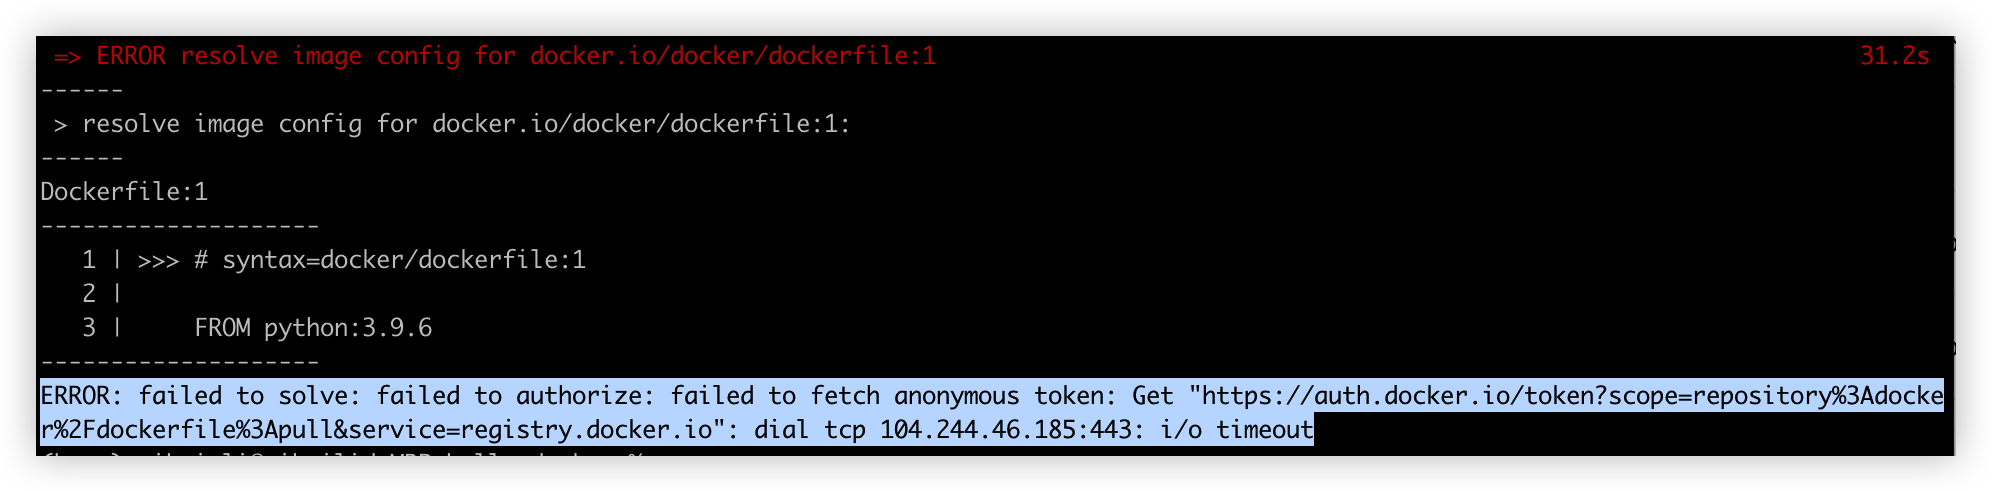 => ERROR resolve image config for docker.io/docker/dockerfile:1 31.2s
------
> resolve image config for docker.io/docker/dockerfile:1:
------
Dockerfile:1
--------------------
1 | >>> # syntax=docker/dockerfile:1
2 |
3 |     FROM python:3.9.6
--------------------
ERROR: failed to solve: failed to authorize: failed to fetch anonymous token: Get "https://auth.docker.io/token?scope=repository%3Adocke
r%2Fdockerfile%3Apull&service=registry.docker.io": dial tcp 104.244.46.185:443: i/o timeout